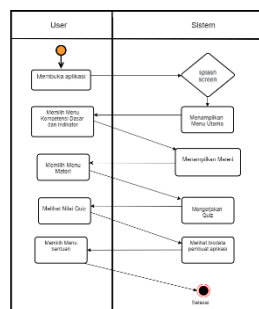 User
Sistem
Membuka aplikasi
splash
screen
Menampilkan
Menu Utama
Memilih Menu
Kompetensi Dasar
dan Indikator
Menampilkan Materi
Memilih Menu
Materi
Mengerjakan
Quiz
Melihat Nilai Quiz
Melihat biodata
pembuat aplikasi
Memilih Menu
bantuan
Selesai